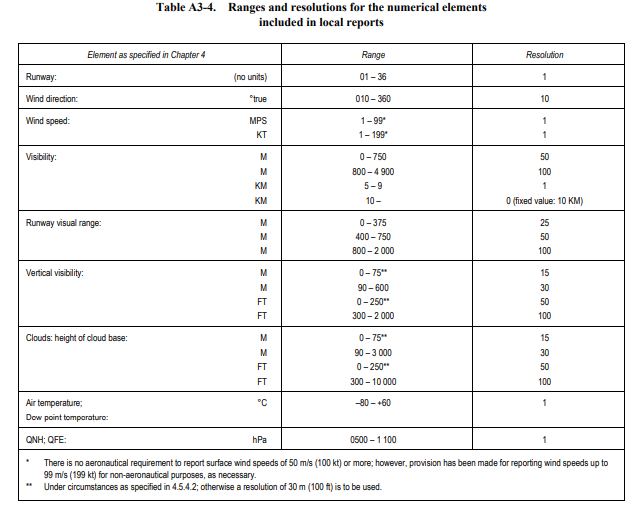 Table A3-4. Ranges and resolutions for the numerical elements
included in local reports
Element as specified in Chapter 4 Range Resolution
Runway: (no units) 01 – 36 1
Wind direction: °true 010 – 360 10
Wind speed: MPS 1 – 99* 1
KT 1 – 199* 1
Visibility: M 0 – 750 50
M 800 – 4 900 100
KM 5 – 9 1
KM 10 – 0 (fixed value: 10 KM)
Runway visual range: M 0 – 375 25
M 400 – 750 50
M 800 – 2 000 100
Vertical visibility: M 0 – 75** 15
M 90 – 600 30
FT 0 – 250** 50
FT 300 – 2 000 100
Clouds: height of cloud base: M 0 – 75** 15
M 90 – 3 000 30
FT 0 – 250** 50
FT 300 – 10 000 100
Air temperature; °C –80 – +60 1
Dow point temperature:
QNH; QFE: hPa 0500 – 1 100 1
* There is no aeronautical requirement to report surface wind speeds of 50 m/s (100 kt) or more; however, provision has been made for reporting wind speeds up to
99 m/s (199 kt) for non-aeronautical purposes, as necessary.
** Under circumstances as specified in 4.5.4.2; otherwise a resolution of 30 m (100 ft) is to be used.